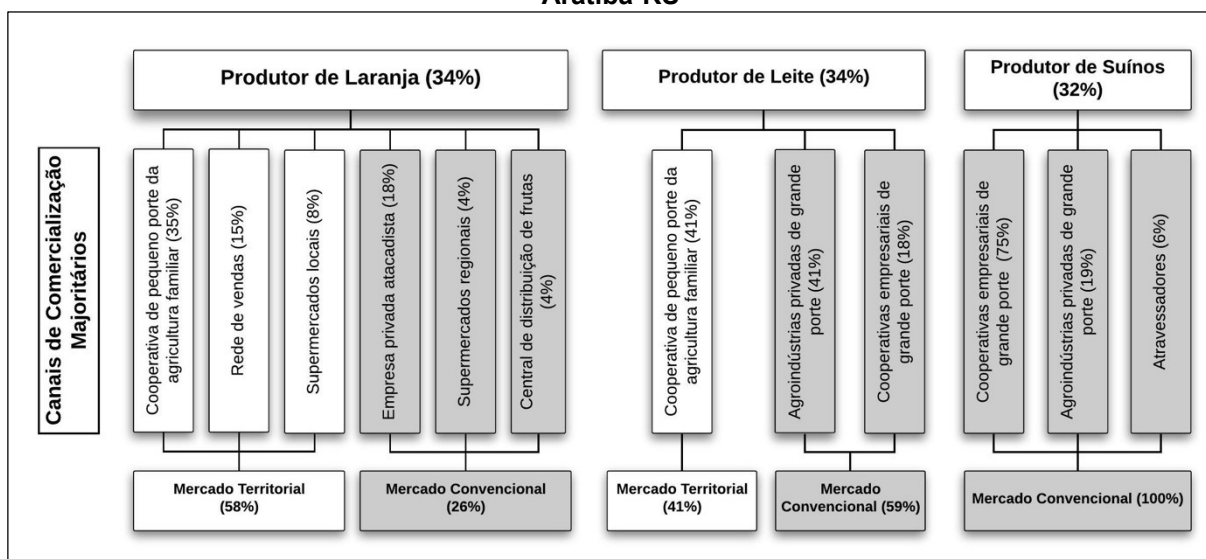 Produtor de Laranja (34%)
Produtor de Leite (34%)
Produtor de Suínos
(32%)
Canais de Comercialização
Majoritários
Cooperativa de pequeno porte da
agricultura familiar (35%)
Rede de vendas (15%)
Supermercados locais (8%)
Empresa privada atacadista (18%)
Supermercados regionais (4%)
Central de distribuição de frutas
(4%)
Cooperativa de pequeno porte da
agricultura familiar (41%)
Agroindústrias privadas de grande
porte (41%)
Cooperativas empresariais de
grande porte (18%)
Cooperativas empresariais de
grande porte (75%)
Agroindústrias privadas de grande
porte (19%)
Atravessadores (6%)
Mercado Territorial
(58%)
Mercado Convencional
(26%)
Mercado Territorial
(41%)
Mercado
Convencional (59%)
Mercado Convencional (100%)